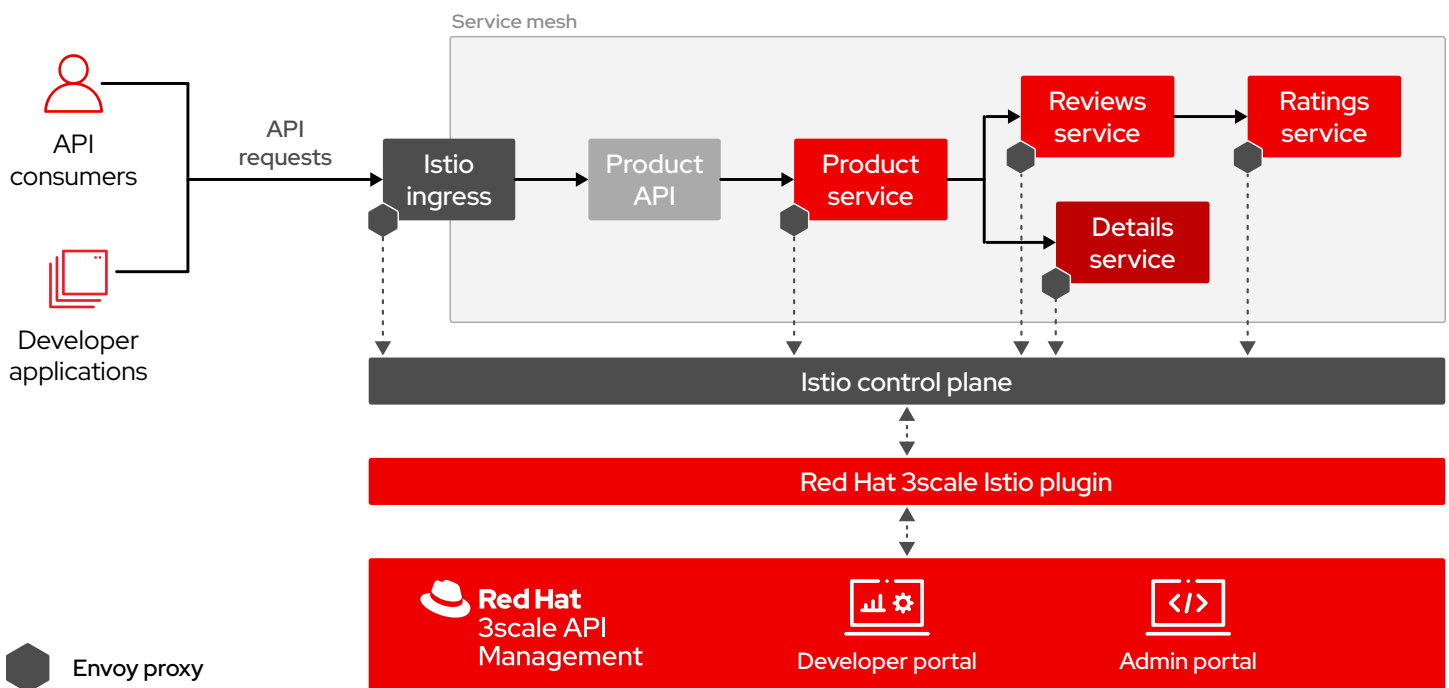 Service mesh
API
consumers
Developer
applications
API
requests
Istio
ingress
Product
API
Product
service
Reviews
service
Ratings
service
Details
service
Istio control plane
Red Hat 3scale Istio plugin
Red Hat
3scale API
Management
Developer portal
</>
Admin portal
Envoy proxy